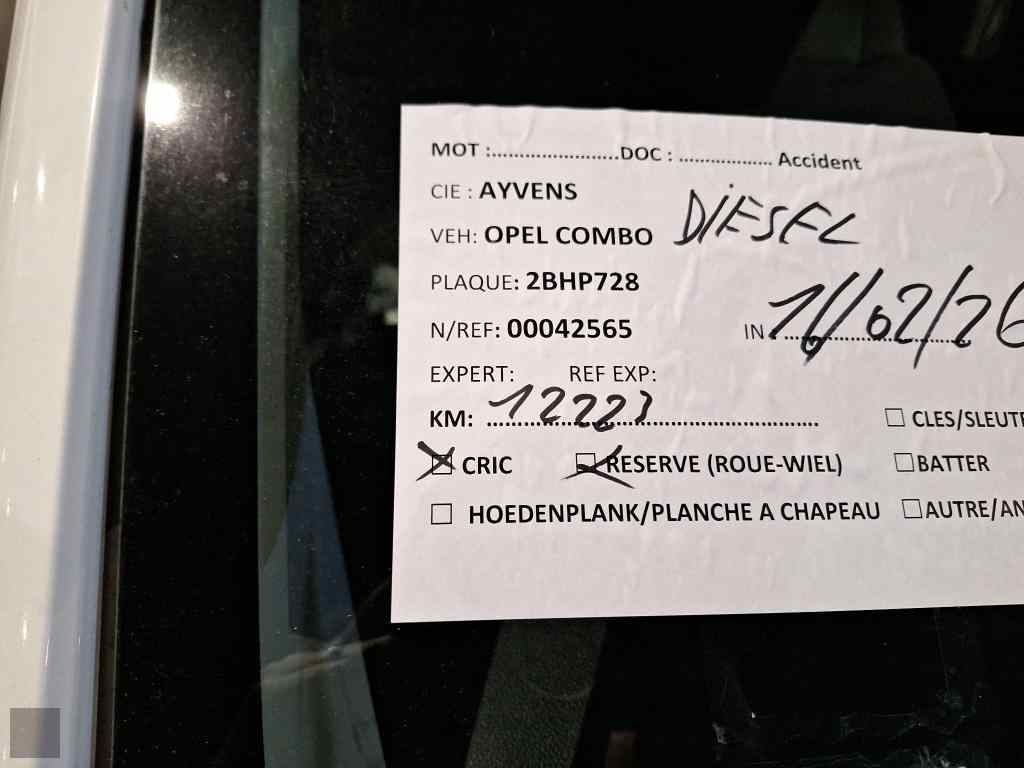 MOT :......................DOC : ................. Accident
CIE : AYVENS
DIESEL
VEH: OPEL COMBO
PLAQUE: 2BHP728
N/REF: 00042565 IN 16/02/26
EXPERT: REF EXP:
KM: 12223 ☐ CLES/SLEUT
☒ CRIC ☒ RESERVE (ROUE-WIEL) ☐ BATTER
☐ HOEDENPLANK/PLANCHE A CHAPEAU ☐ AUTRE/AN